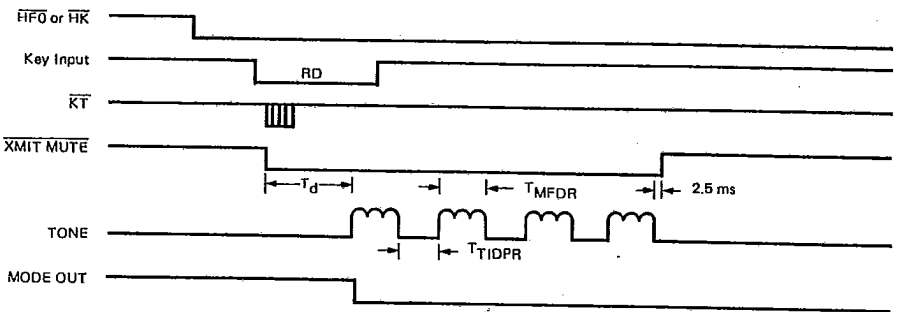 HFO or HK
Key Input
RD
KT
XMIT MUTE
Td
TMFDR
2.5 ms
TONE
TTIDPR
MODE OUT